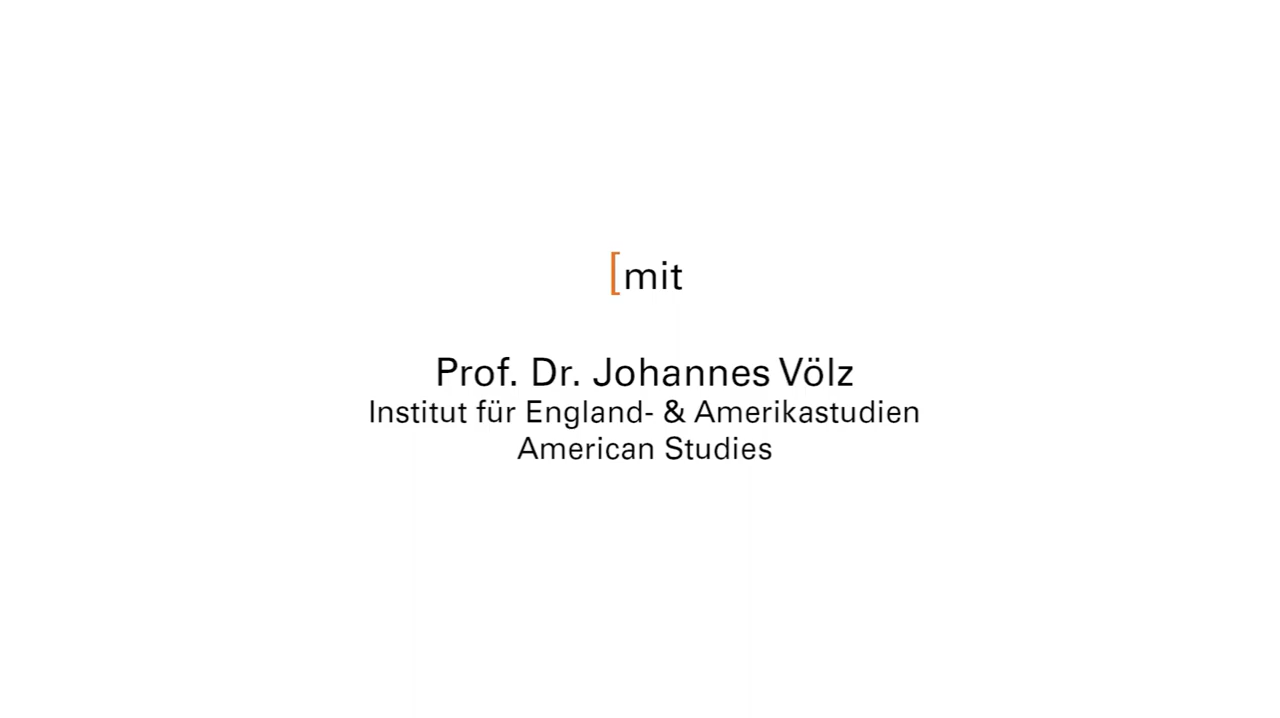 [mit
Prof. Dr. Johannes Völz
Institut für England- & Amerikastudien
American Studies